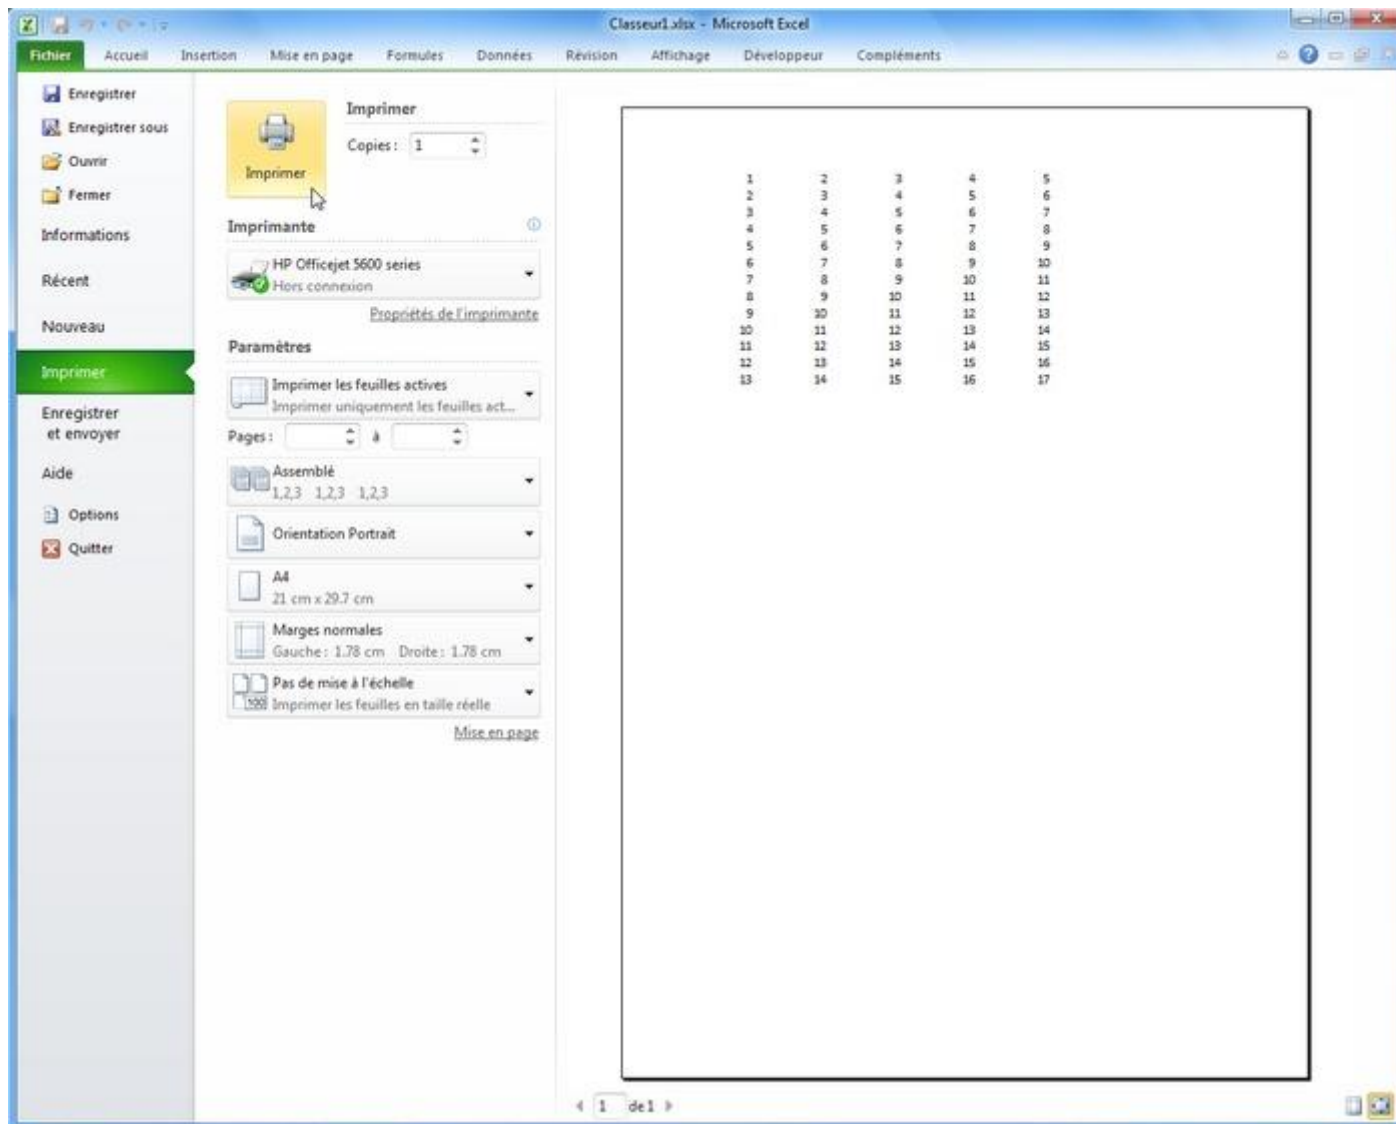 Classeur1.xlsx - Microsoft Excel
Fichier Accueil Insertion Mise en page Formules Données Révision Affichage Développeur Compléments
Enregistrer
Enregistrer sous
Ouvrir
Fermer
Informations
Récent
Nouveau
Imprimer
Enregistrer
et envoyer
Aide
Options
Quitter
Imprimer
Imprimer
Copies : 1
Imprimante
HP Officejet 5600 series
Hors connexion
Propriétés de l'imprimante
Paramètres
Imprimer les feuilles actives
Imprimer uniquement les feuilles act...
Pages : à
Assemblé
1,2,3 1,2,3 1,2,3
Orientation Portrait
A4
21 cm x 29.7 cm
Marges normales
Gauche : 1.78 cm Droite : 1.78 cm
Pas de mise à l'échelle
100 Imprimer les feuilles en taille réelle
Mise en page
1 2 3 4 5
2 3 4 5 6
3 4 5 6 7
4 5 6 7 8
5 6 7 8 9
6 7 8 9 10
7 8 9 10 11
8 9 10 11 12
9 10 11 12 13
10 11 12 13 14
11 12 13 14 15
12 13 14 15 16
13 14 15 16 17
1 de 1